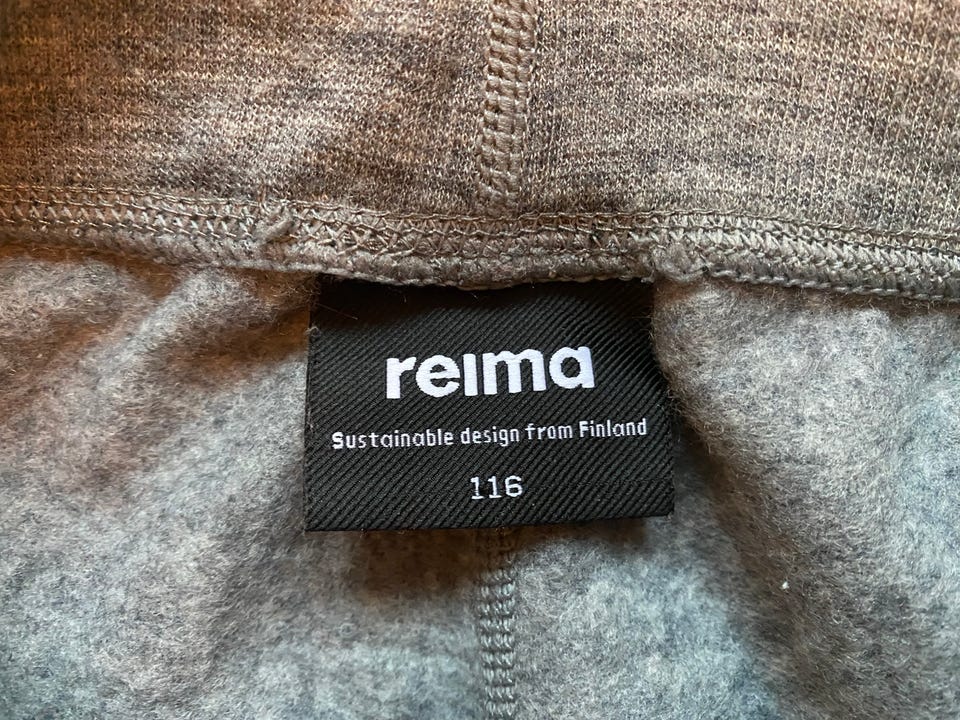 reima
Sustainable design from Finland
116